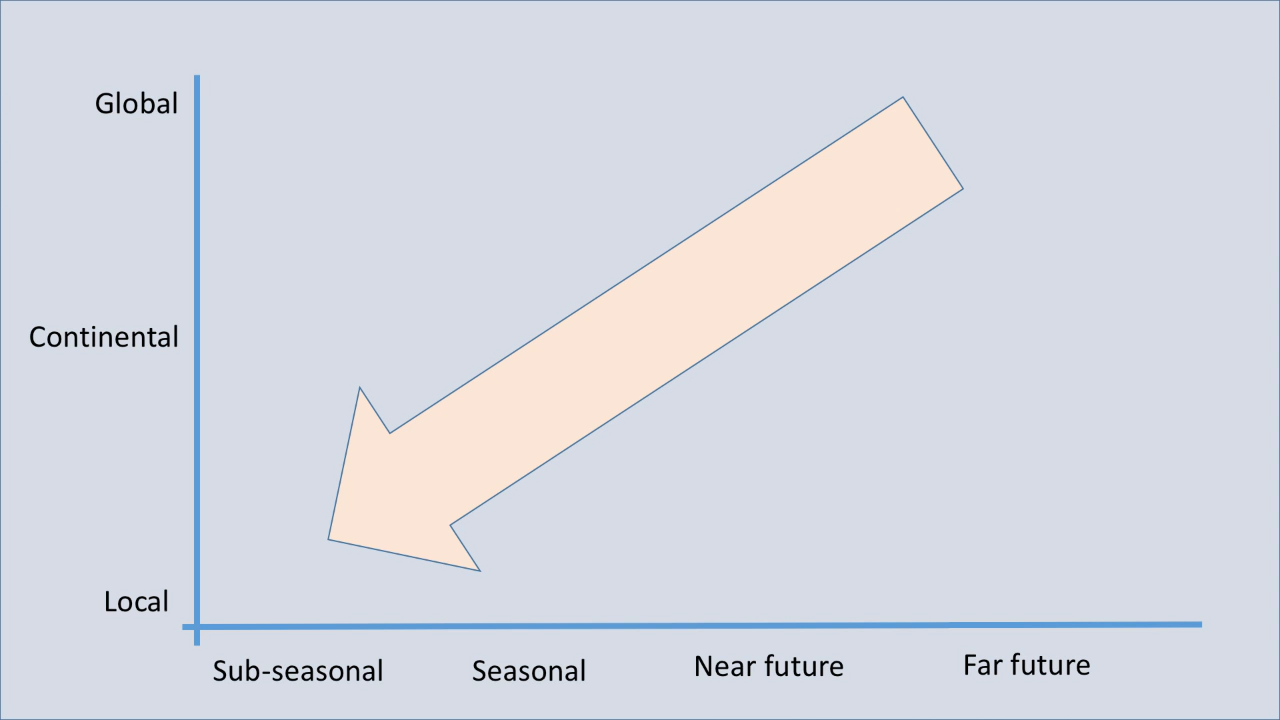 Global
Continental
Local
Sub-seasonal
Seasonal
Near future
Far future